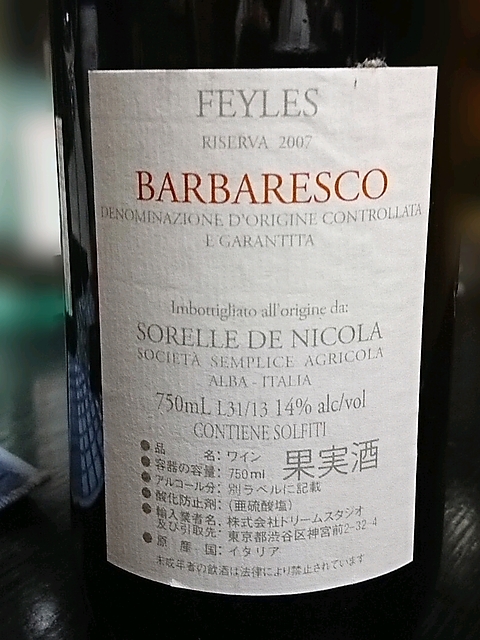 FEYLES
RISERVA 2007
BARBARESCO
DENOMINAZIONE D'ORIGINE CONTROLLATA
E GARANTITA
Imbottigliato all'origine da:
SORELLE DE NICOLA
SOCIETÀ SEMPLICE AGRICOLA
ALBA - ITALIA
750mL L31/13 14% alc/vol
CONTIENE SOLFITI
果実酒
●品名：ワイン
●容器の容量：750ml
●アルコール分：別ラベルに記載
●酸化防止剤：（亜硫酸塩）
●輸入業者名：株式会社ドリームスタジオ
及び引取先：東京都渋谷区神宮前2-32-4
●原産国：イタリア
未成年者の飲酒は法律により禁止されています